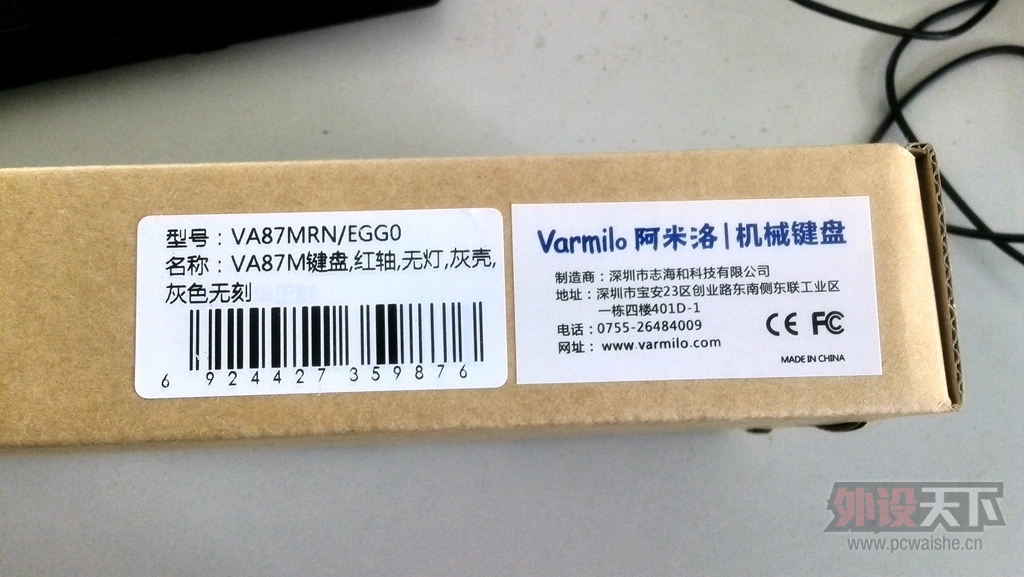 型号：VA87MRN/EGG0
名称：VA87M键盘,红轴,无灯,灰壳,
灰色无刻
6 924427 359876
Varmilo 阿米洛|机械键盘
制造商：深圳市志海和科技有限公司
地址：深圳市宝安23区创业路东南侧东联工业区
一栋四楼401D-1
电话：0755-26484009
网址：www.varmilo.com
CE FC
MADE IN CHINA
外设天下
www.pcwaishe.cn